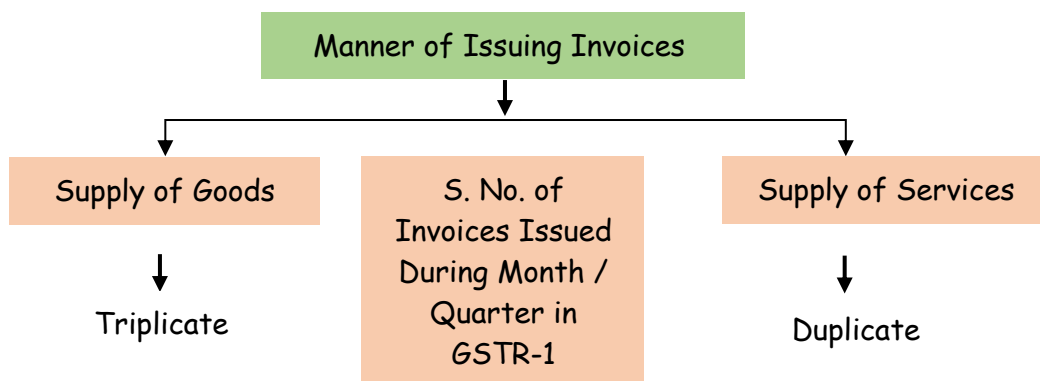 Manner of Issuing Invoices
Supply of Goods
S. No. of
Invoices Issued
During Month /
Quarter in
GSTR-1
Supply of Services
Triplicate
Duplicate